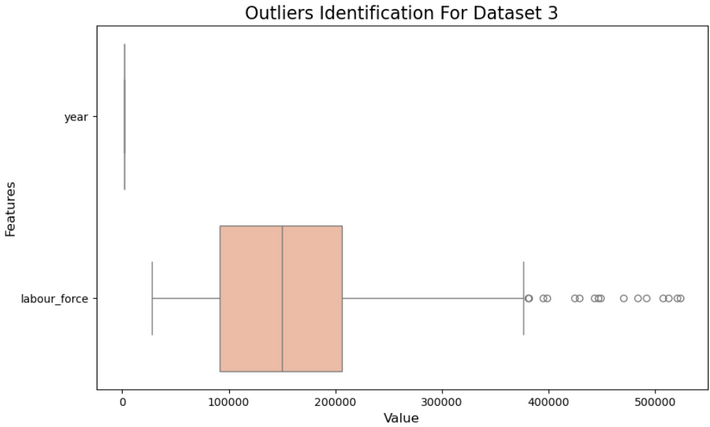 Outliers Identification For Dataset 3
year
Features
labour_force
0 100000 200000 300000 400000 500000
Value